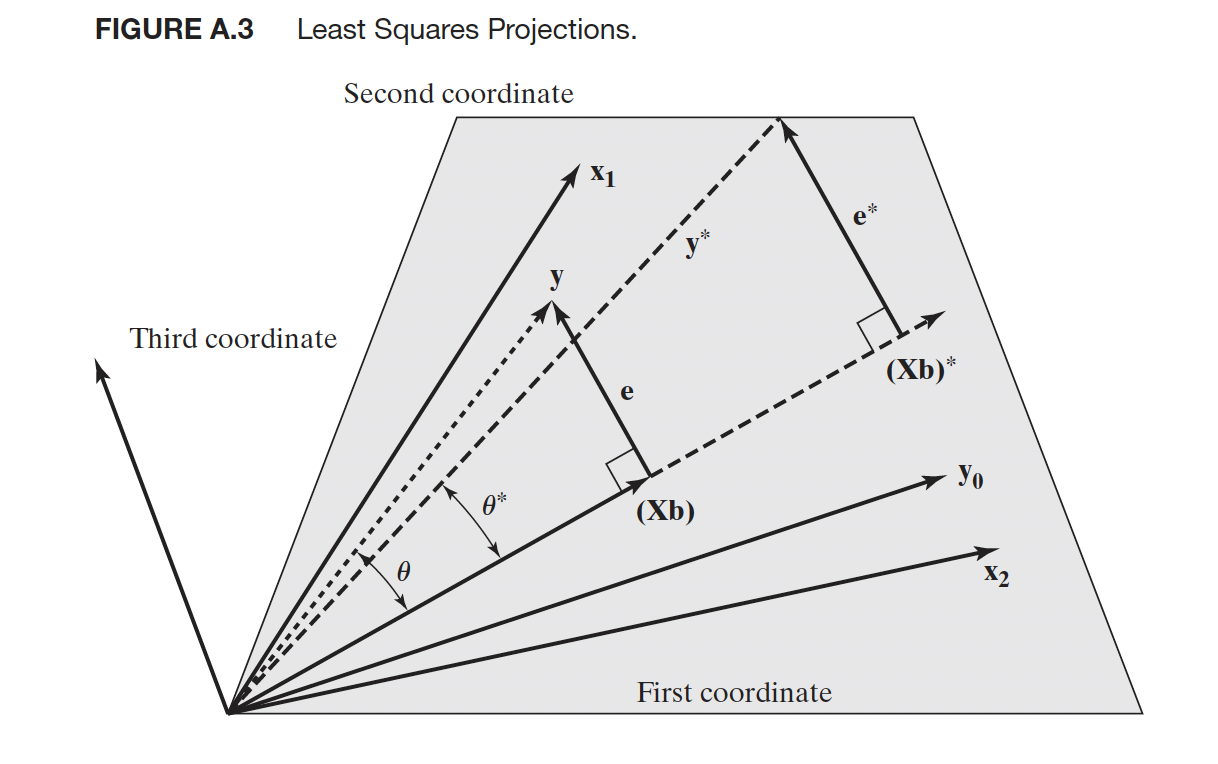 FIGURE A.3 Least Squares Projections.
Second coordinate
x₁
e*
y*
y
Third coordinate
(Xb)*
e
y₀
θ*
(Xb)
θ
x₂
First coordinate